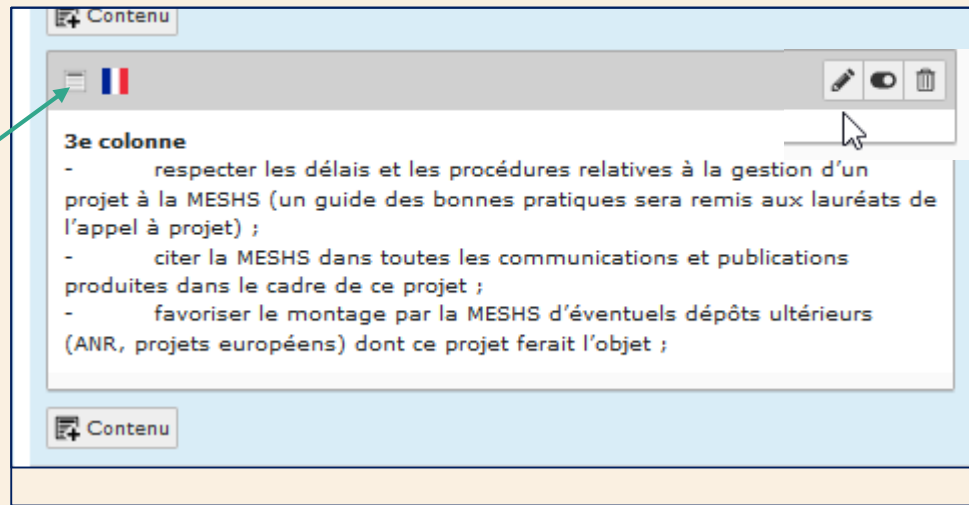 Contenu
3e colonne
- respecter les délais et les procédures relatives à la gestion d’un
projet à la MESHS (un guide des bonnes pratiques sera remis aux lauréats de
l’appel à projet) ;
- citer la MESHS dans toutes les communications et publications
produites dans le cadre de ce projet ;
- favoriser le montage par la MESHS d’éventuels dépôts ultérieurs
(ANR, projets européens) dont ce projet ferait l’objet ;
Contenu